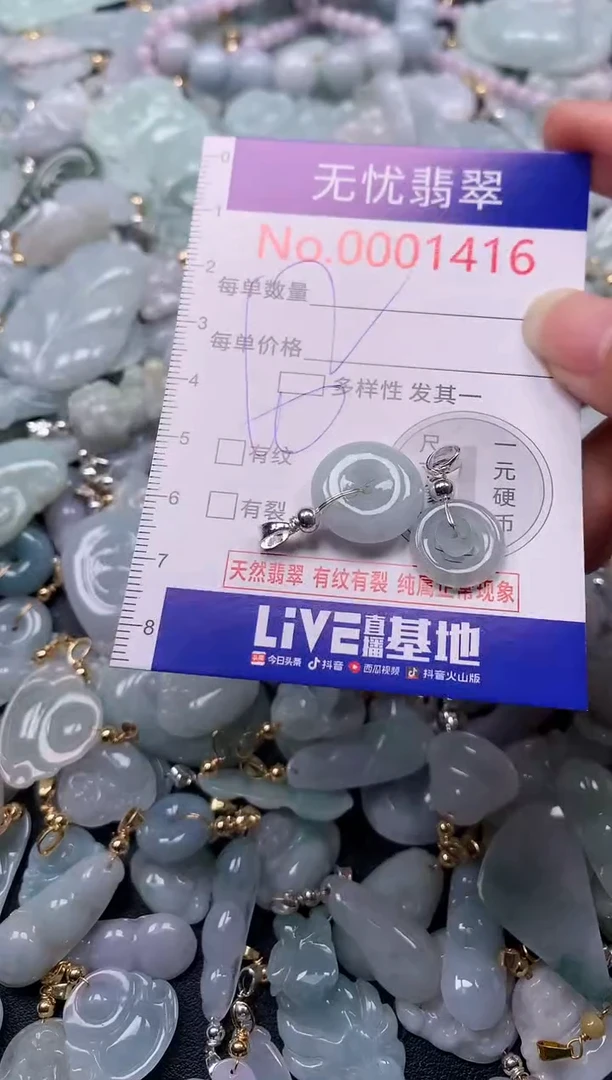 0
无忧翡翠
1
No.0001416
2
每单数量
3
每单价格
4
多样性 发其一
5
有纹
尺
一元硬币
6
有裂
7
天然翡翠 有纹有裂 纯属正常现象
8
LiVE直播基地
今日头条 抖音 西瓜视频 抖音火山版